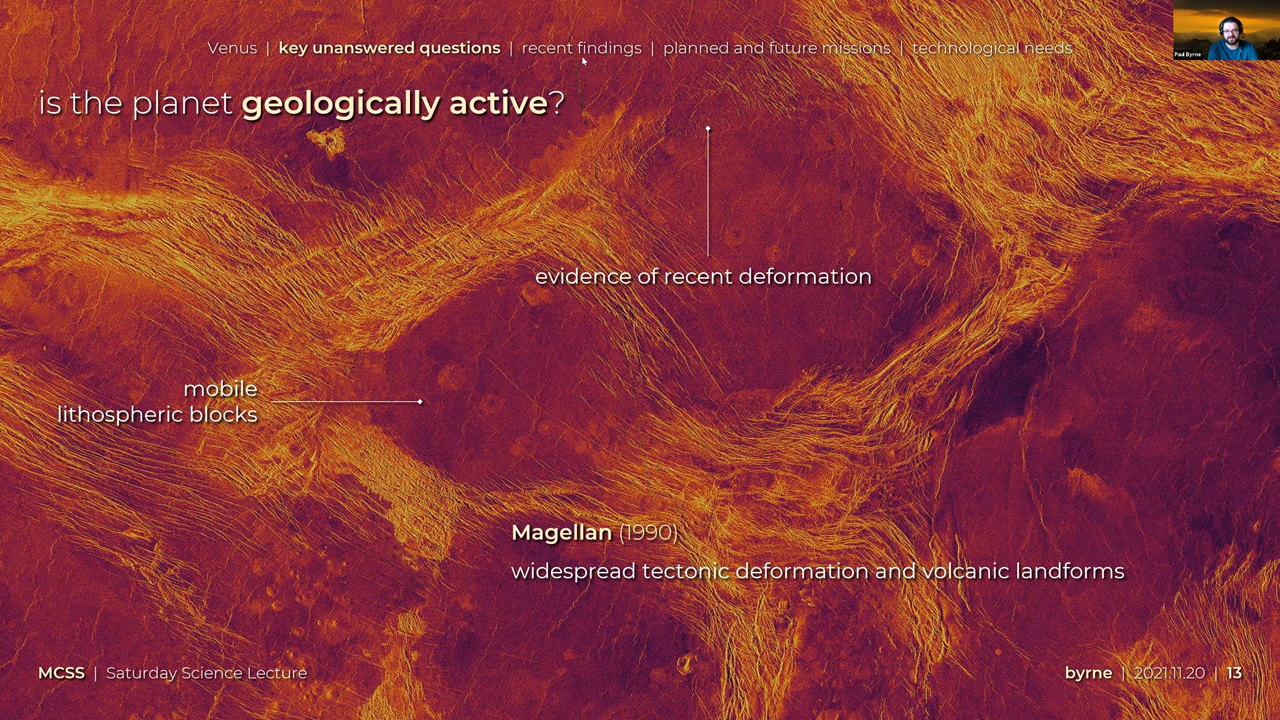 Paul Byrne
Venus | key unanswered questions | recent findings | planned and future missions | technological needs
is the planet geologically active?
evidence of recent deformation
mobile
lithospheric blocks
Magellan (1990)
widespread tectonic deformation and volcanic landforms
MCSS | Saturday Science Lecture
byrne | 2021.11.20 | 13